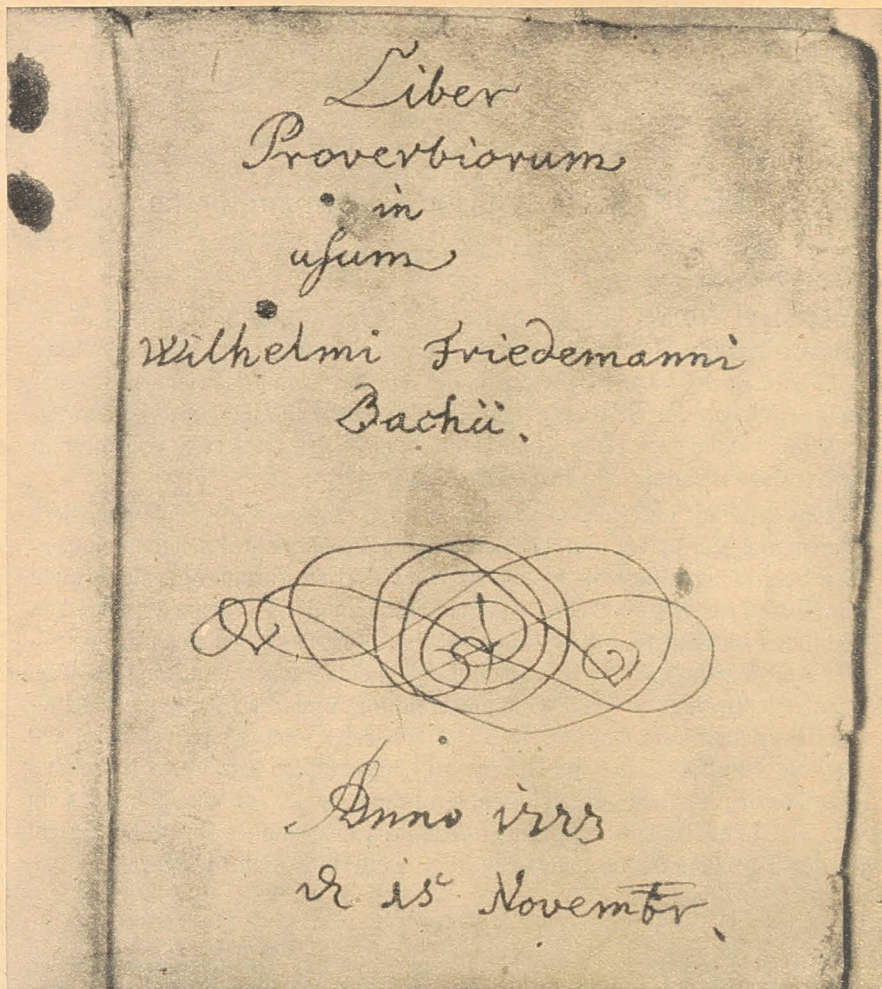 Liber
Proverbiorum
in
uſum
Wilhelmi Friedemanni
Bachii.
Anno 1723
15 Novembr.